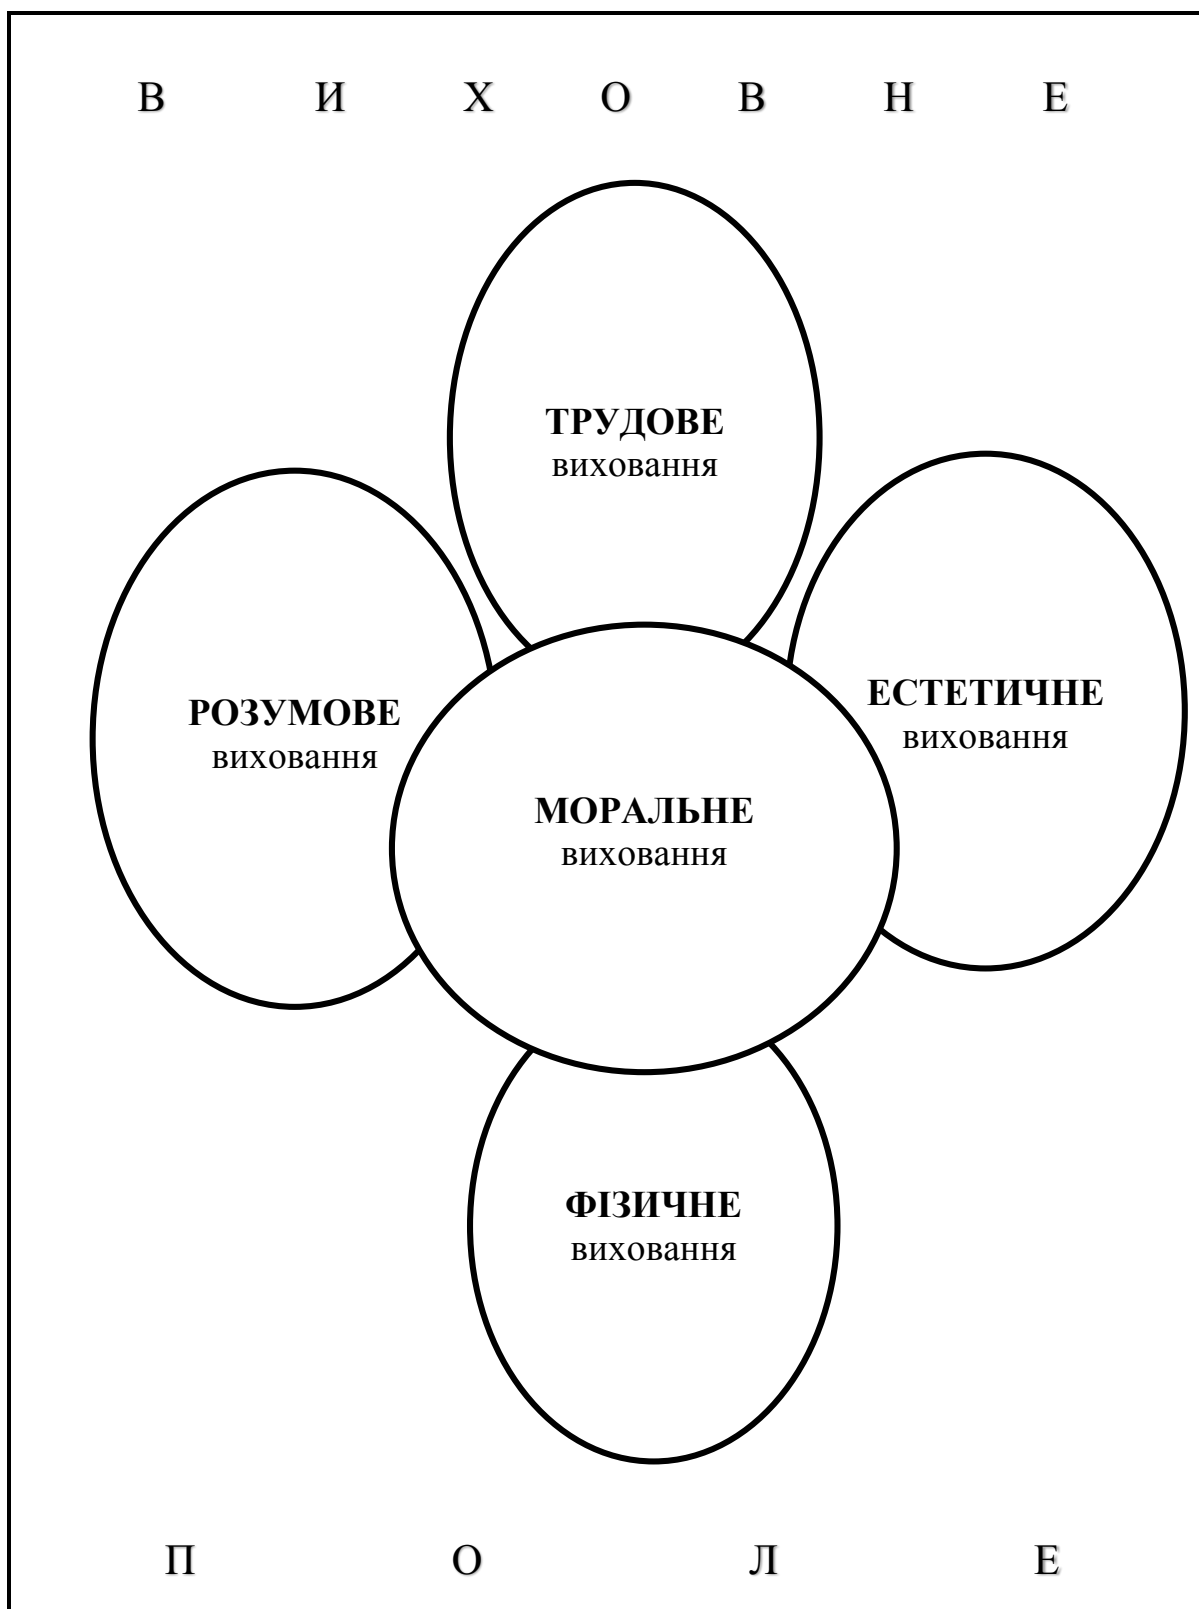 В И Х О В Н Е
ТРУДОВЕ
виховання
РОЗУМОВЕ
виховання
ЕСТЕТИЧНЕ
виховання
МОРАЛЬНЕ
виховання
ФІЗИЧНЕ
виховання
П О Л Е